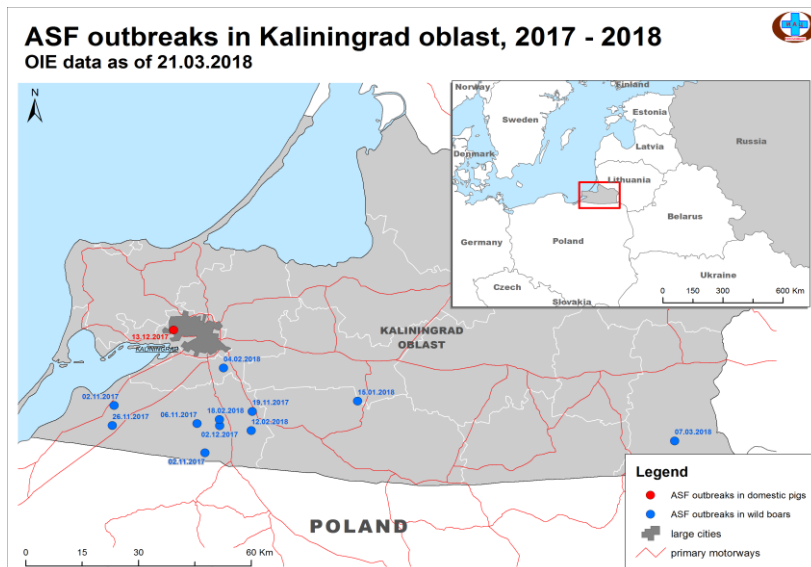 ASF outbreaks in Kaliningrad oblast, 2017 - 2018
OIE data as of 21.03.2018
N
Norway
Finland
Sweden
Estonia
Russia
Latvia
Denmark
Lithuania
Belarus
Germany
Poland
Ukraine
Czech
Slovakia
0 300 600 Km
KALININGRAD
OBLAST
13.12.2017
KALININGRAD
04.02.2018
15.01.2018
02.11.2017
19.11.2017
26.11.2017
06.11.2017
18.02.2018
12.02.2018
02.12.2017
07.03.2018
02.11.2017
POLAND
0 30 60 Km
Legend
ASF outbreaks in domestic pigs
ASF outbreaks in wild boars
large cities
primary motorways